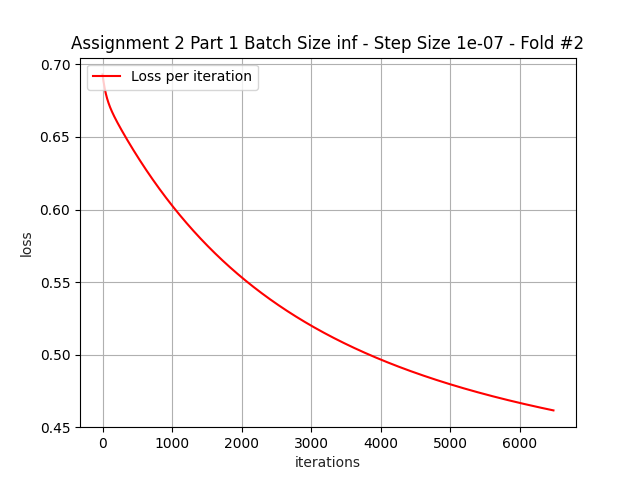 Assignment 2 Part 1 Batch Size inf - Step Size 1e-07 - Fold #2
Loss per iteration
0.70
0.65
0.60
0.55
0.50
0.45
loss
0 1000 2000 3000 4000 5000 6000
iterations